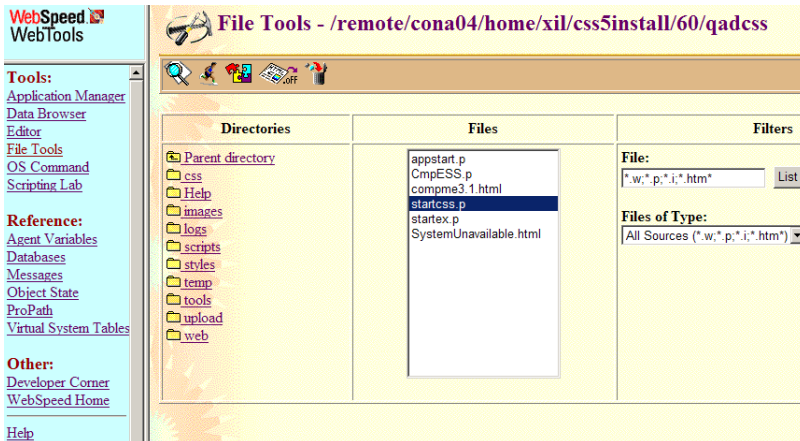 WebSpeed.
WebTools
File Tools - /remote/cona04/home/xil/css5install/60/qadcss
Tools:
Application Manager
Data Browser
Editor
File Tools
OS Command
Scripting Lab
Reference:
Agent Variables
Databases
Messages
Object State
ProPath
Virtual System Tables
Other:
Developer Corner
WebSpeed Home
Help
.off
Directories
Parent directory
css
Help
images
logs
scripts
styles
temp
tools
upload
web
Files
appstart.p
CmpESS.p
compme3.1.html
startcss.p
startex.p
SystemUnavailable.html
Filters
File:
*.w;*.p;*.i;*.htm*
List
Files of Type:
All Sources (*.w;*.p;*.i;*.htm*)